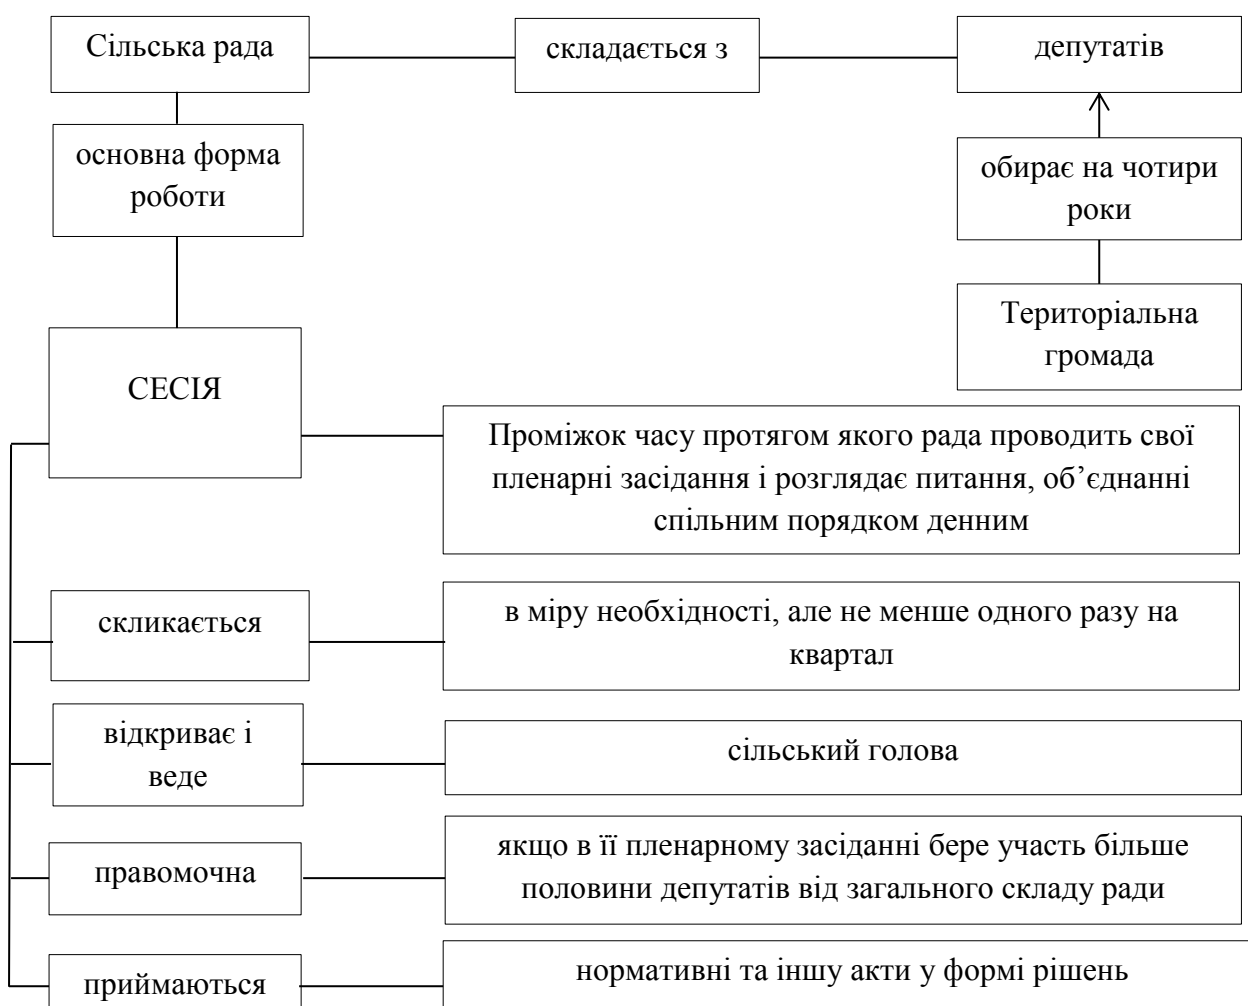 Сільська рада
складається з
депутатів
основна форма
роботи
обирає на чотири
роки
Територіальна
громада
СЕСІЯ
Проміжок часу протягом якого рада проводить свої
пленарні засідання і розглядає питання, об’єднанні
спільним порядком денним
скликається
в міру необхідності, але не менше одного разу на
квартал
відкриває і
веде
сільський голова
правомочна
якщо в її пленарному засіданні бере участь більше
половини депутатів від загального складу ради
приймаються
нормативні та іншу акти у формі рішень